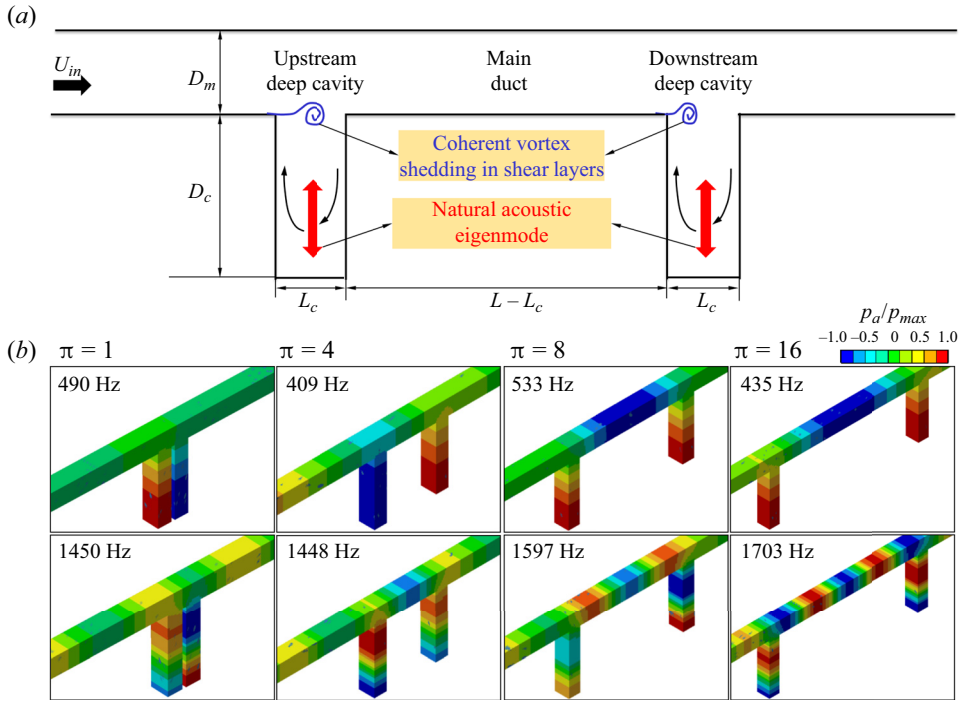 (a)
Upstream
deep cavity
Main
duct
Downstream
deep cavity
U_in
D_m
Coherent vortex
shedding in shear layers
D_c
Natural acoustic
eigenmode
L_c
L – L_c
L_c
p_a/p_max
(b) π = 1 π = 4 π = 8 π = 16
–1.0 –0.5 0 0.5 1.0
490 Hz 409 Hz 533 Hz 435 Hz
1450 Hz 1448 Hz 1597 Hz 1703 Hz